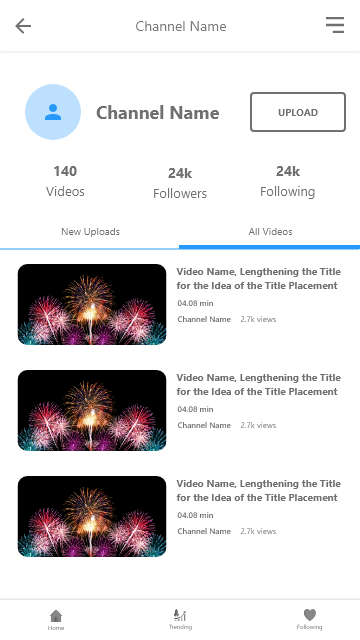 Channel Name
Channel Name
UPLOAD
140
Videos
24k
Followers
24k
Following
New Uploads
All Videos
Video Name, Lengthening the Title
for the Idea of the Title Placement
04.08 min
Channel Name 2.7k views
Video Name, Lengthening the Title
for the Idea of the Title Placement
04.08 min
Channel Name 2.7k views
Video Name, Lengthening the Title
for the Idea of the Title Placement
04.08 min
Channel Name 2.7k views
Home
Trending
Following